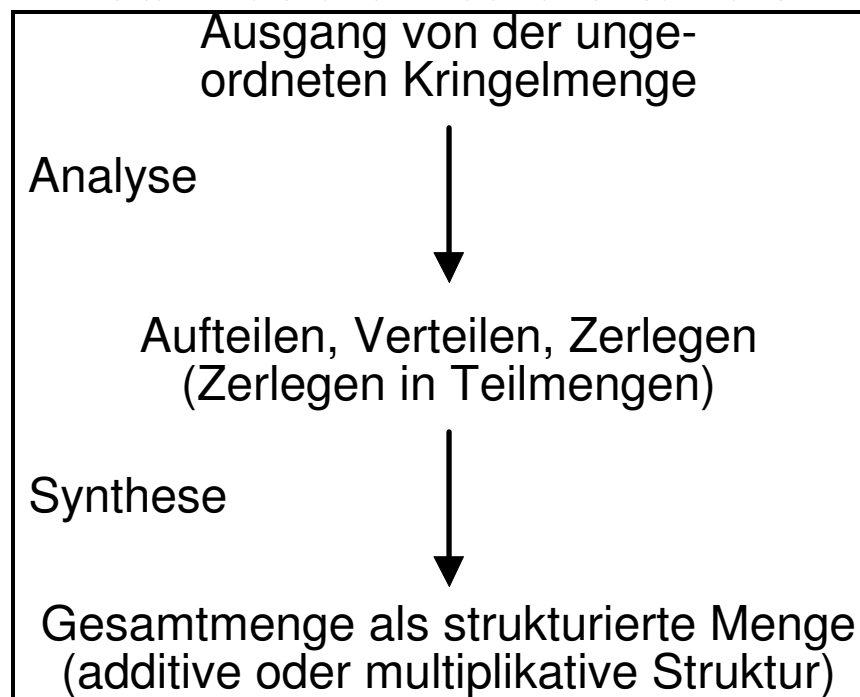 Ausgang von der unge-
ordneten Kringelmenge
Analyse
Aufteilen, Verteilen, Zerlegen
(Zerlegen in Teilmengen)
Synthese
Gesamtmenge als strukturierte Menge
(additive oder multiplikative Struktur)